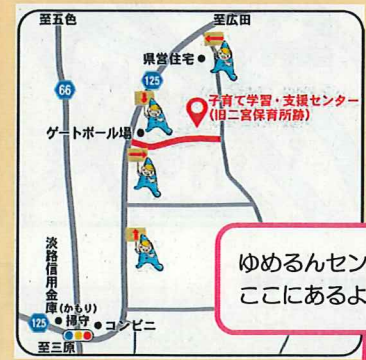 至五色
至広田
県営住宅
125
66
子育て学習・支援センター
(旧二宮保育所跡)
ゲートボール場
淡路信用金庫
(かもり)
掃守
コンビニ
125
至三原
ゆめるんセン
ここにあるよ